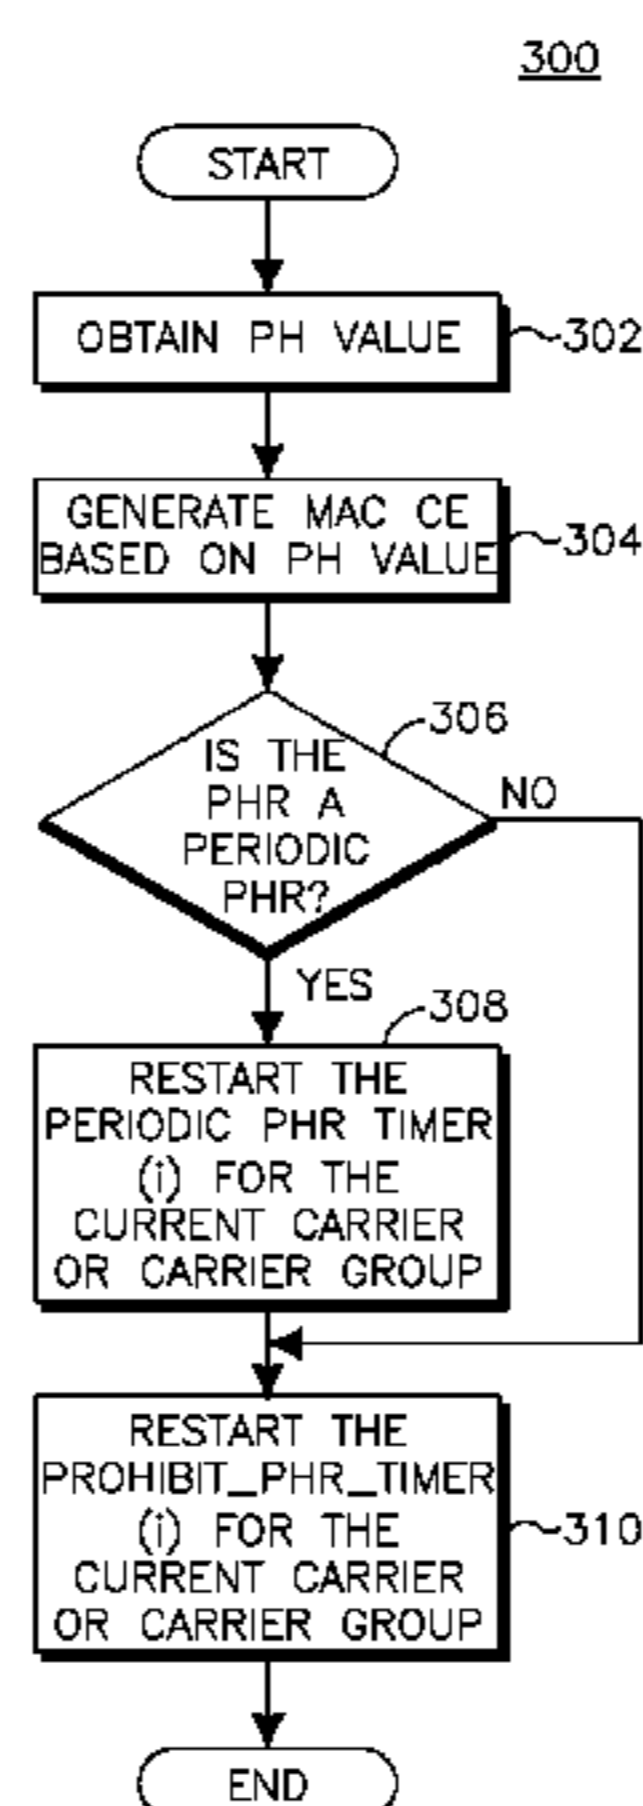 300
START
OBTAIN PH VALUE
302
GENERATE MAC CE
BASED ON PH VALUE
304
306
IS THE
PHR A
PERIODIC
PHR?
NO
YES
308
RESTART THE
PERIODIC PHR TIMER
(i) FOR THE
CURRENT CARRIER
OR CARRIER GROUP
RESTART THE
PROHIBIT_PHR_TIMER
(i) FOR THE
CURRENT CARRIER
OR CARRIER GROUP
310
END